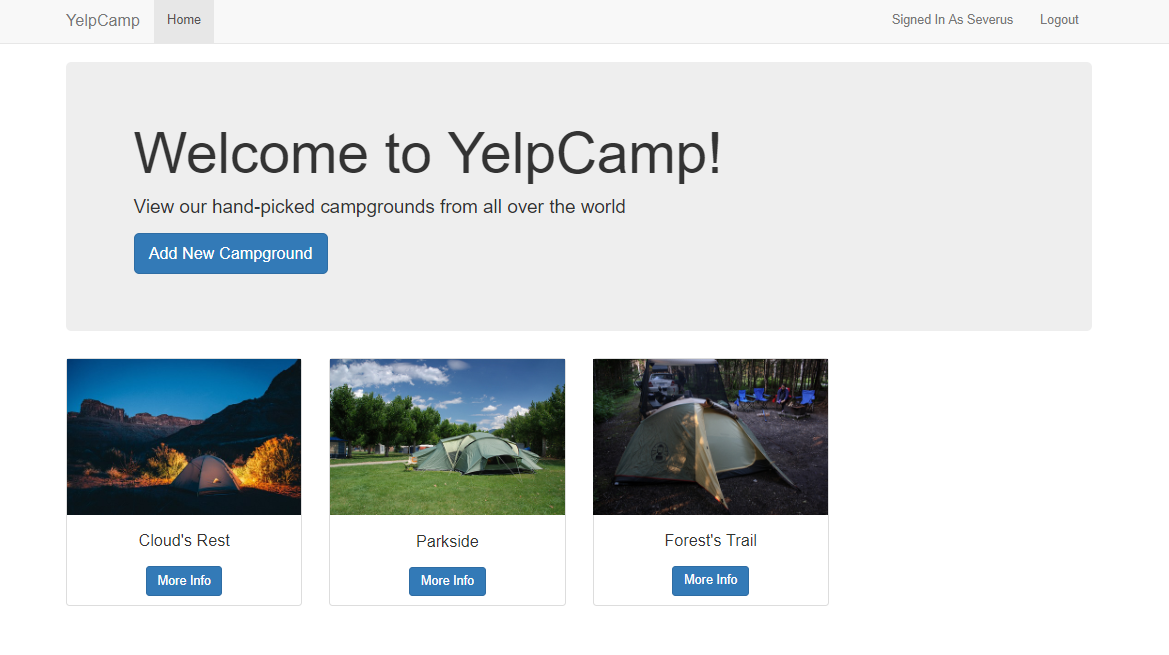 YelpCamp Home Signed In As Severus Logout
Welcome to YelpCamp!
View our hand-picked campgrounds from all over the world
Add New Campground
Cloud's Rest
More Info
Parkside
More Info
Forest's Trail
More Info